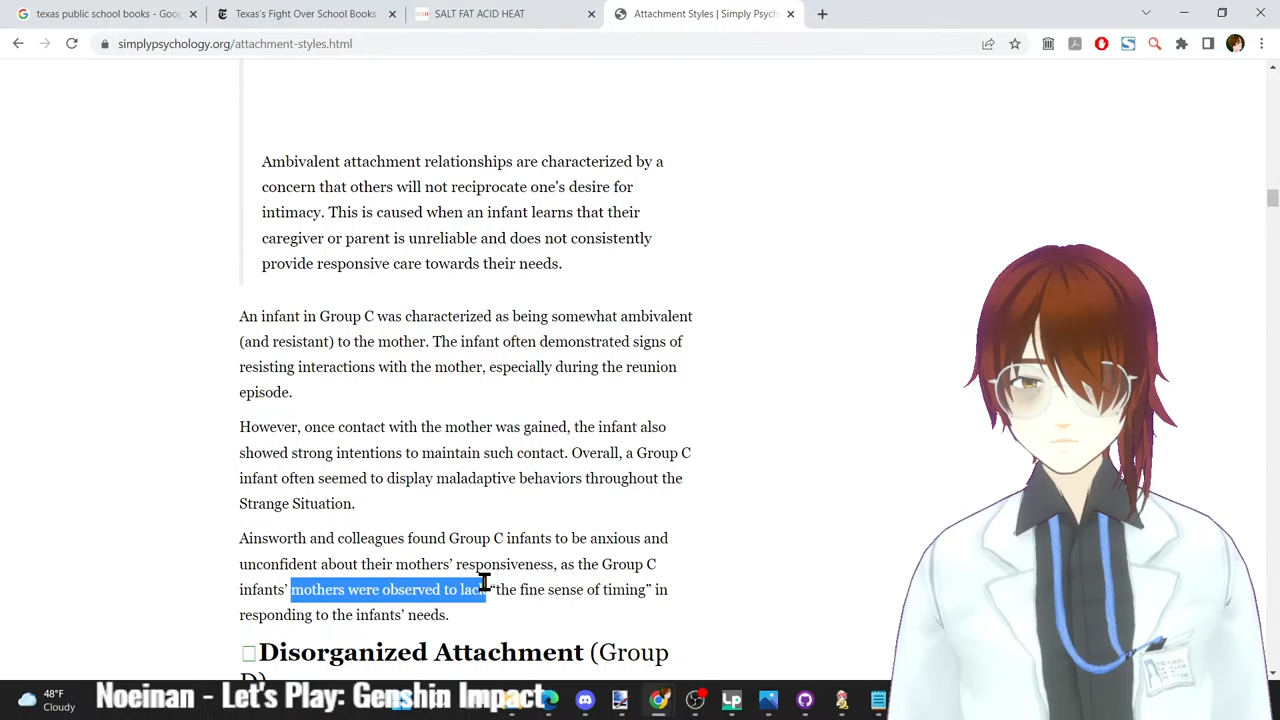 texas public school books - Goog
Texas's Fight Over School Books
SALT FAT ACID HEAT
Attachment Styles | Simply Psych
simplypsychology.org/attachment-styles.html
Ambivalent attachment relationships are characterized by a
concern that others will not reciprocate one's desire for
intimacy. This is caused when an infant learns that their
caregiver or parent is unreliable and does not consistently
provide responsive care towards their needs.
An infant in Group C was characterized as being somewhat ambivalent
(and resistant) to the mother. The infant often demonstrated signs of
resisting interactions with the mother, especially during the reunion
episode.
However, once contact with the mother was gained, the infant also
showed strong intentions to maintain such contact. Overall, a Group C
infant often seemed to display maladaptive behaviors throughout the
Strange Situation.
Ainsworth and colleagues found Group C infants to be anxious and
unconfident about their mothers’ responsiveness, as the Group C
infants’ mothers were observed to lack “the fine sense of timing” in
responding to the infants’ needs.
Disorganized Attachment (Group
D)
48°F
Cloudy
Noeinan - Let's Play: Genshin Impact